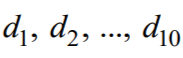 d₁, d₂, ..., d₁₀